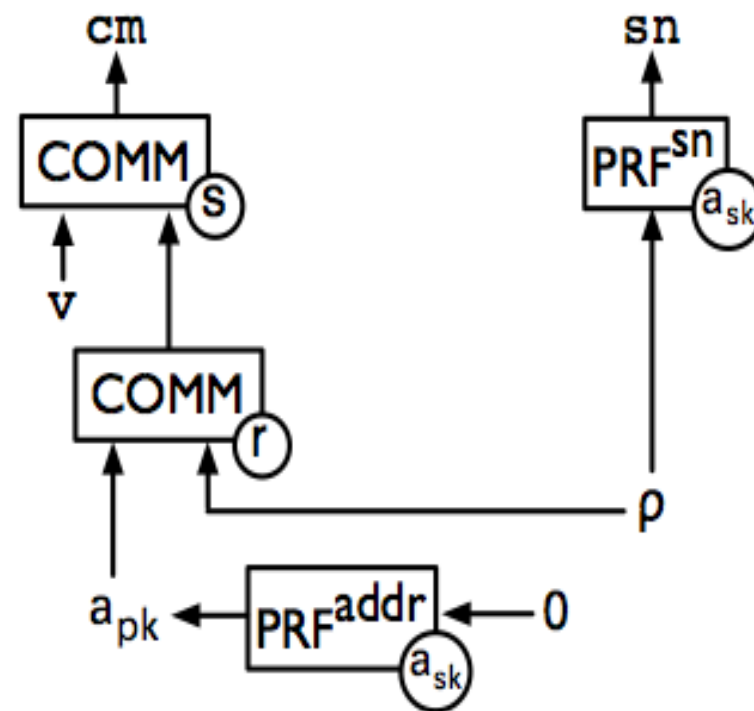 cm sn
COMM s
PRF^sn a_sk
v
COMM r
ρ
a_pk PRF^addr a_sk 0